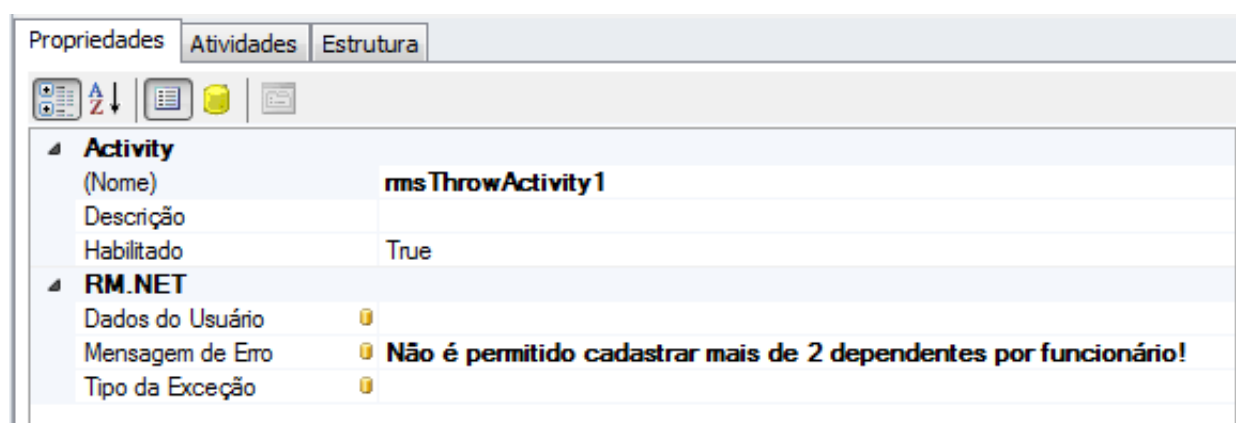 Propriedades Atividades Estrutura
Activity
(Nome) rmsThrowActivity1
Descrição
Habilitado True
RM.NET
Dados do Usuário
Mensagem de Erro Não é permitido cadastrar mais de 2 dependentes por funcionário!
Tipo da Exceção